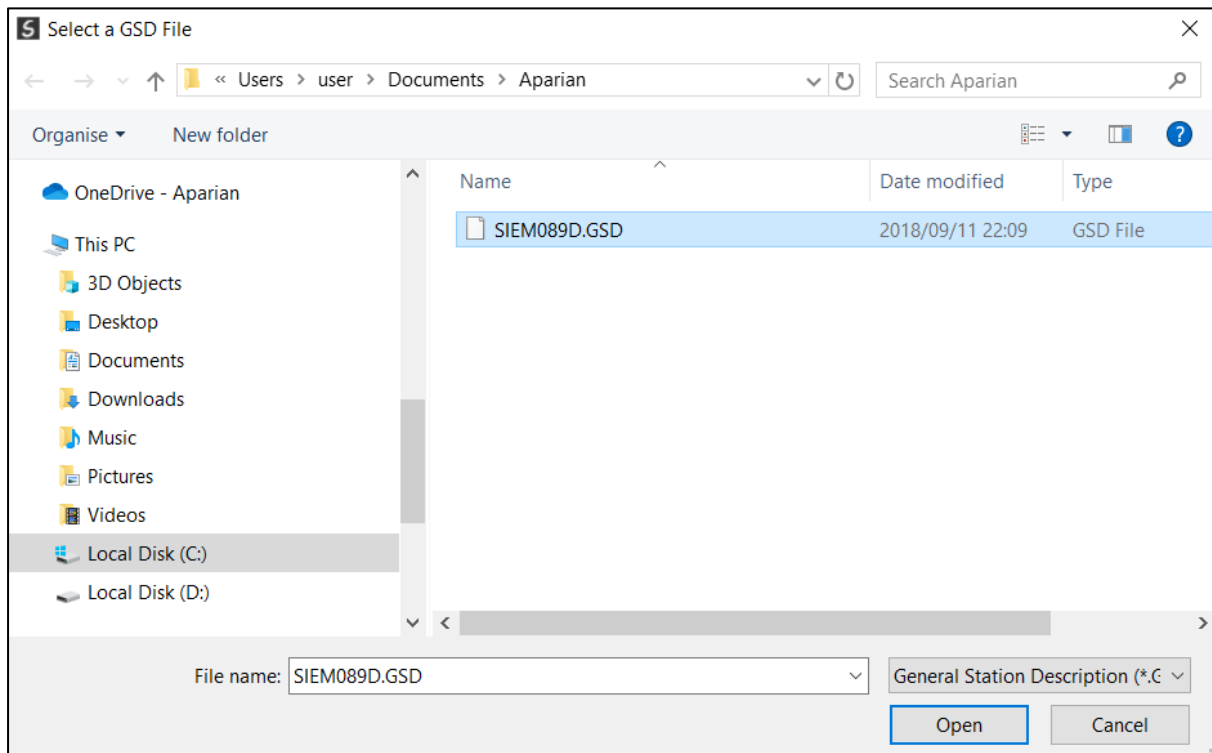 Select a GSD File
« Users > user > Documents > Aparian
Search Aparian
Organise
New folder
?
OneDrive - Aparian
This PC
3D Objects
Desktop
Documents
Downloads
Music
Pictures
Videos
Local Disk (C:)
Local Disk (D:)
Name Date modified Type
SIEM089D.GSD 2018/09/11 22:09 GSD File
File name: SIEM089D.GSD
General Station Description (*.G
Open
Cancel